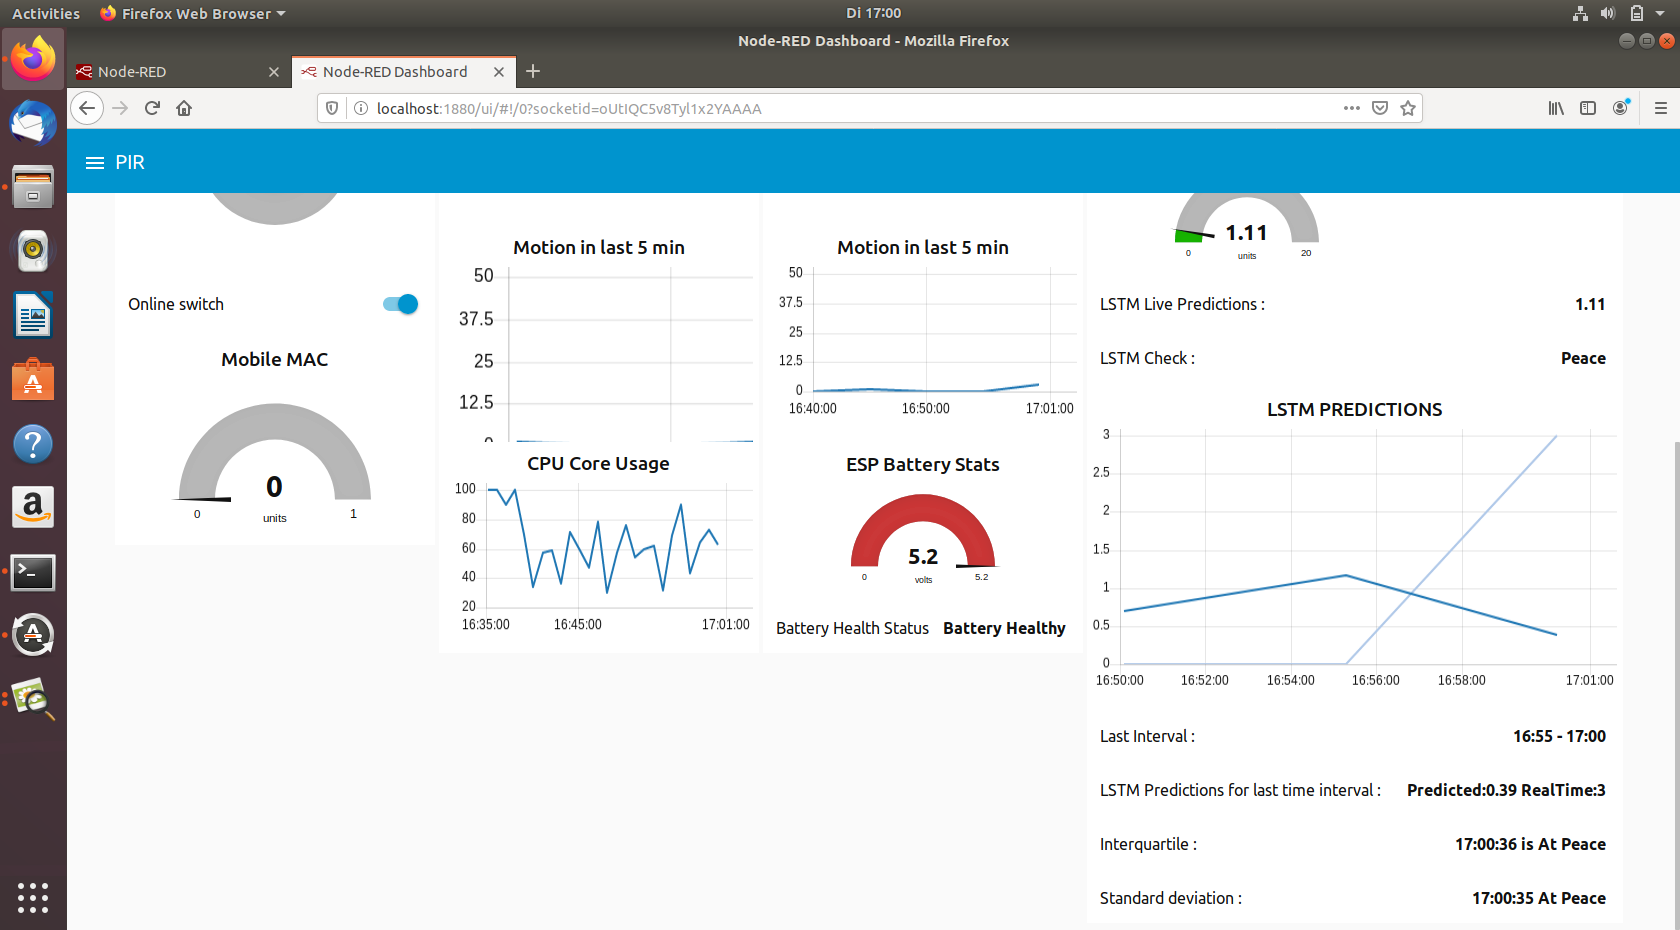 Activities
Firefox Web Browser
Di 17:00
Node-RED Dashboard - Mozilla Firefox
Node-RED
Node-RED Dashboard
localhost:1880/ui/#!/0?socketid=oUtIQC5v8Tyl1x2YAAAA
PIR
Online switch
Mobile MAC
0
0
units
1
Motion in last 5 min
50
37.5
25
12.5
0
CPU Core Usage
100
80
60
40
20
16:35:00
16:45:00
17:01:00
Motion in last 5 min
50
37.5
25
12.5
0
16:40:00
16:50:00
17:01:00
ESP Battery Stats
5.2
0
volts
5.2
Battery Health Status
Battery Healthy
1.11
0
units
20
LSTM Live Predictions :
1.11
LSTM Check :
Peace
LSTM PREDICTIONS
3
2.5
2
1.5
1
0.5
0
16:50:00
16:52:00
16:54:00
16:56:00
16:58:00
17:01:00
Last Interval :
16:55 - 17:00
LSTM Predictions for last time interval :
Predicted:0.39 RealTime:3
Interquartile :
17:00:36 is At Peace
Standard deviation :
17:00:35 At Peace